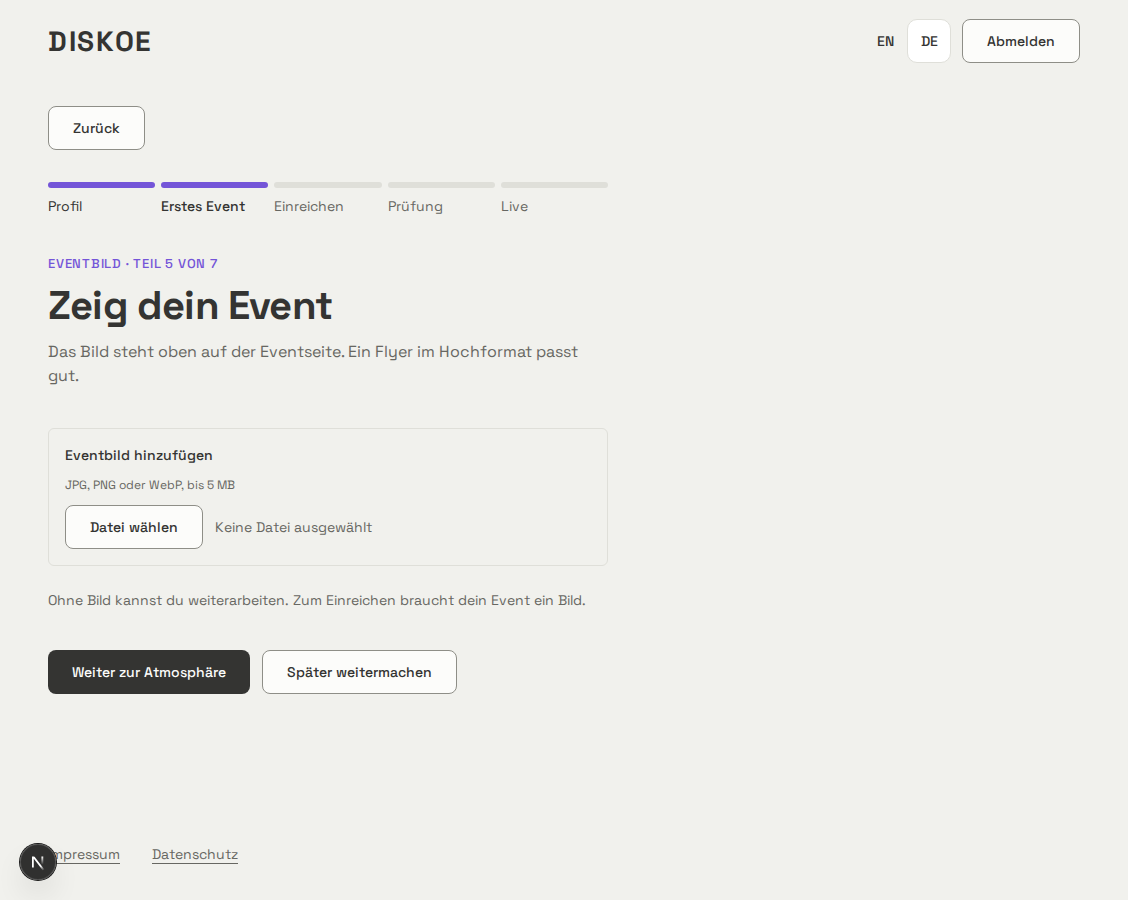 DISKOE
EN
DE
Abmelden
Zurück
Profil
Erstes Event
Einreichen
Prüfung
Live
EVENTBILD · TEIL 5 VON 7
Zeig dein Event
Das Bild steht oben auf der Eventseite. Ein Flyer im Hochformat passt
gut.
Eventbild hinzufügen
JPG, PNG oder WebP, bis 5 MB
Datei wählen
Keine Datei ausgewählt
Ohne Bild kannst du weiterarbeiten. Zum Einreichen braucht dein Event ein Bild.
Weiter zur Atmosphäre
Später weitermachen
N
mpressum
Datenschutz